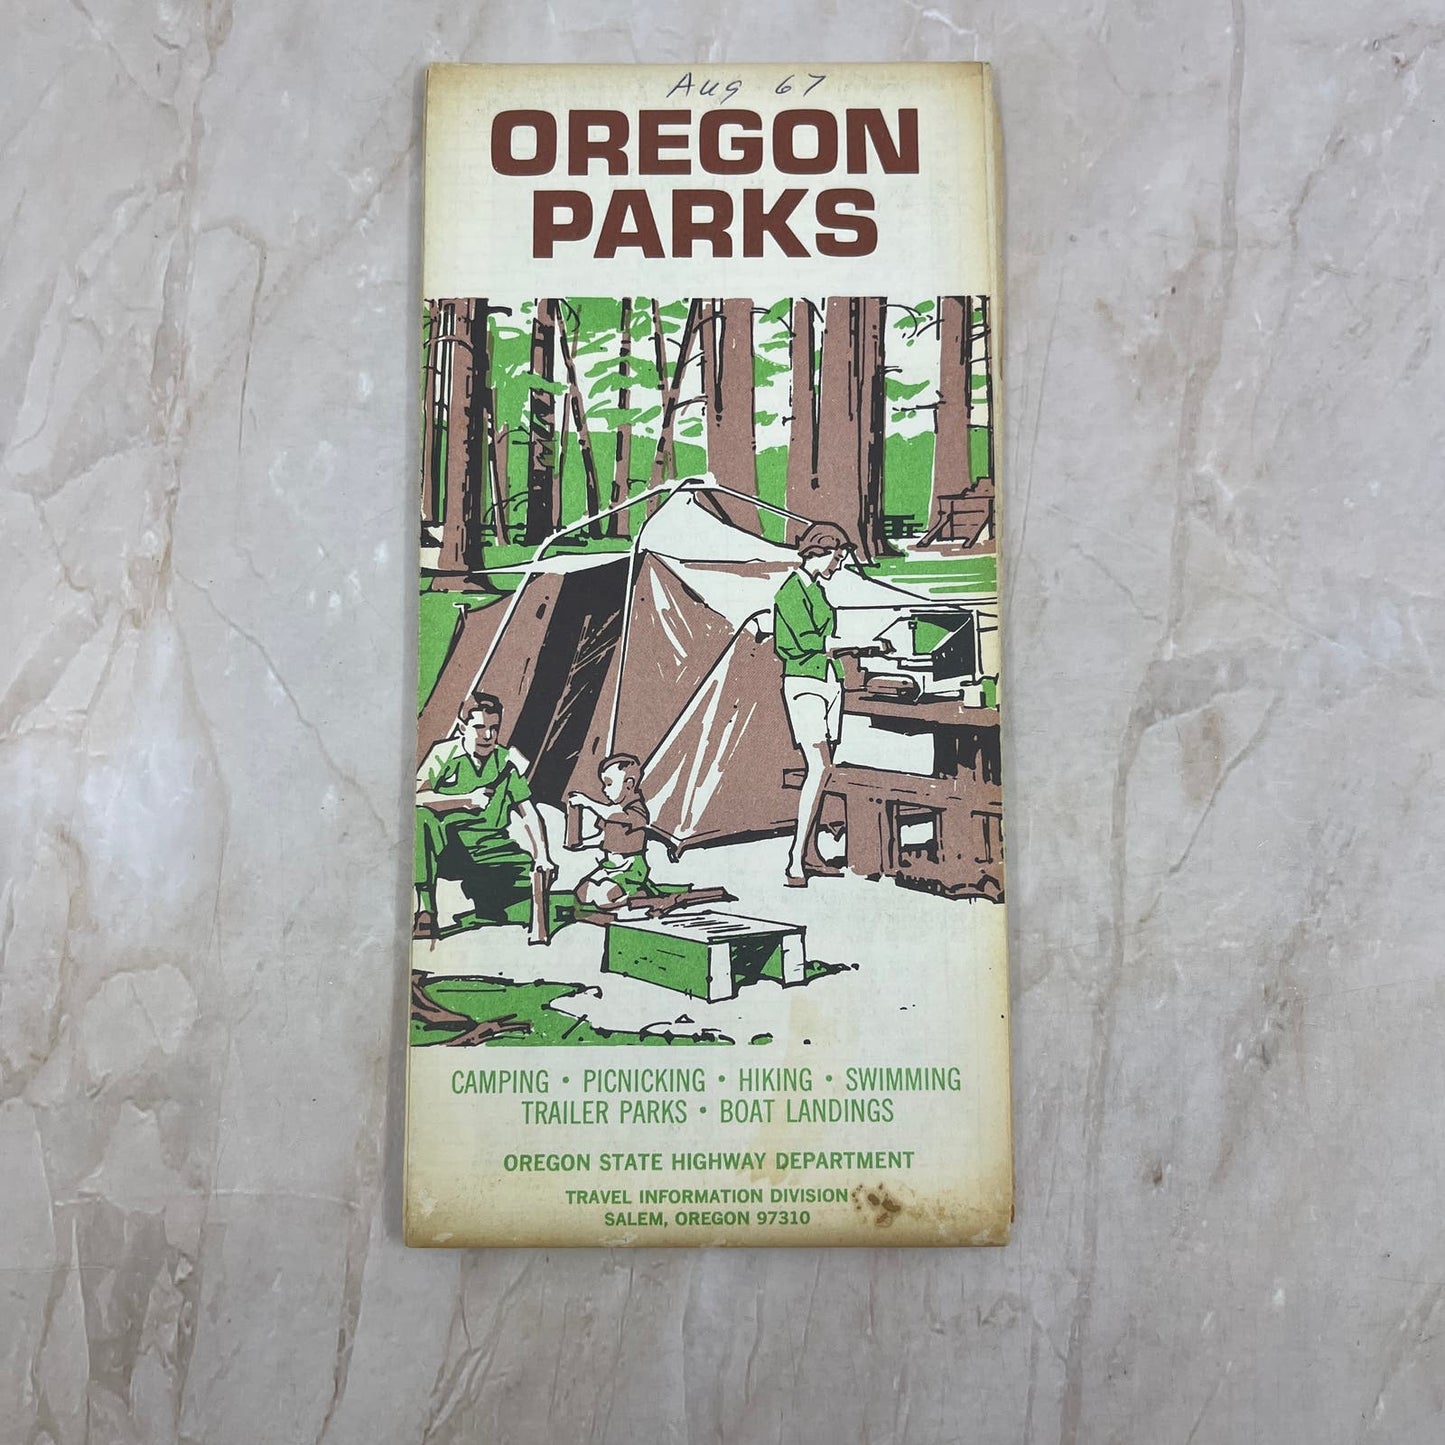 Aug 67
OREGON
PARKS
CAMPING • PICNICKING • HIKING • SWIMMING
TRAILER PARKS • BOAT LANDINGS
OREGON STATE HIGHWAY DEPARTMENT
TRAVEL INFORMATION DIVISION
SALEM, OREGON 97310